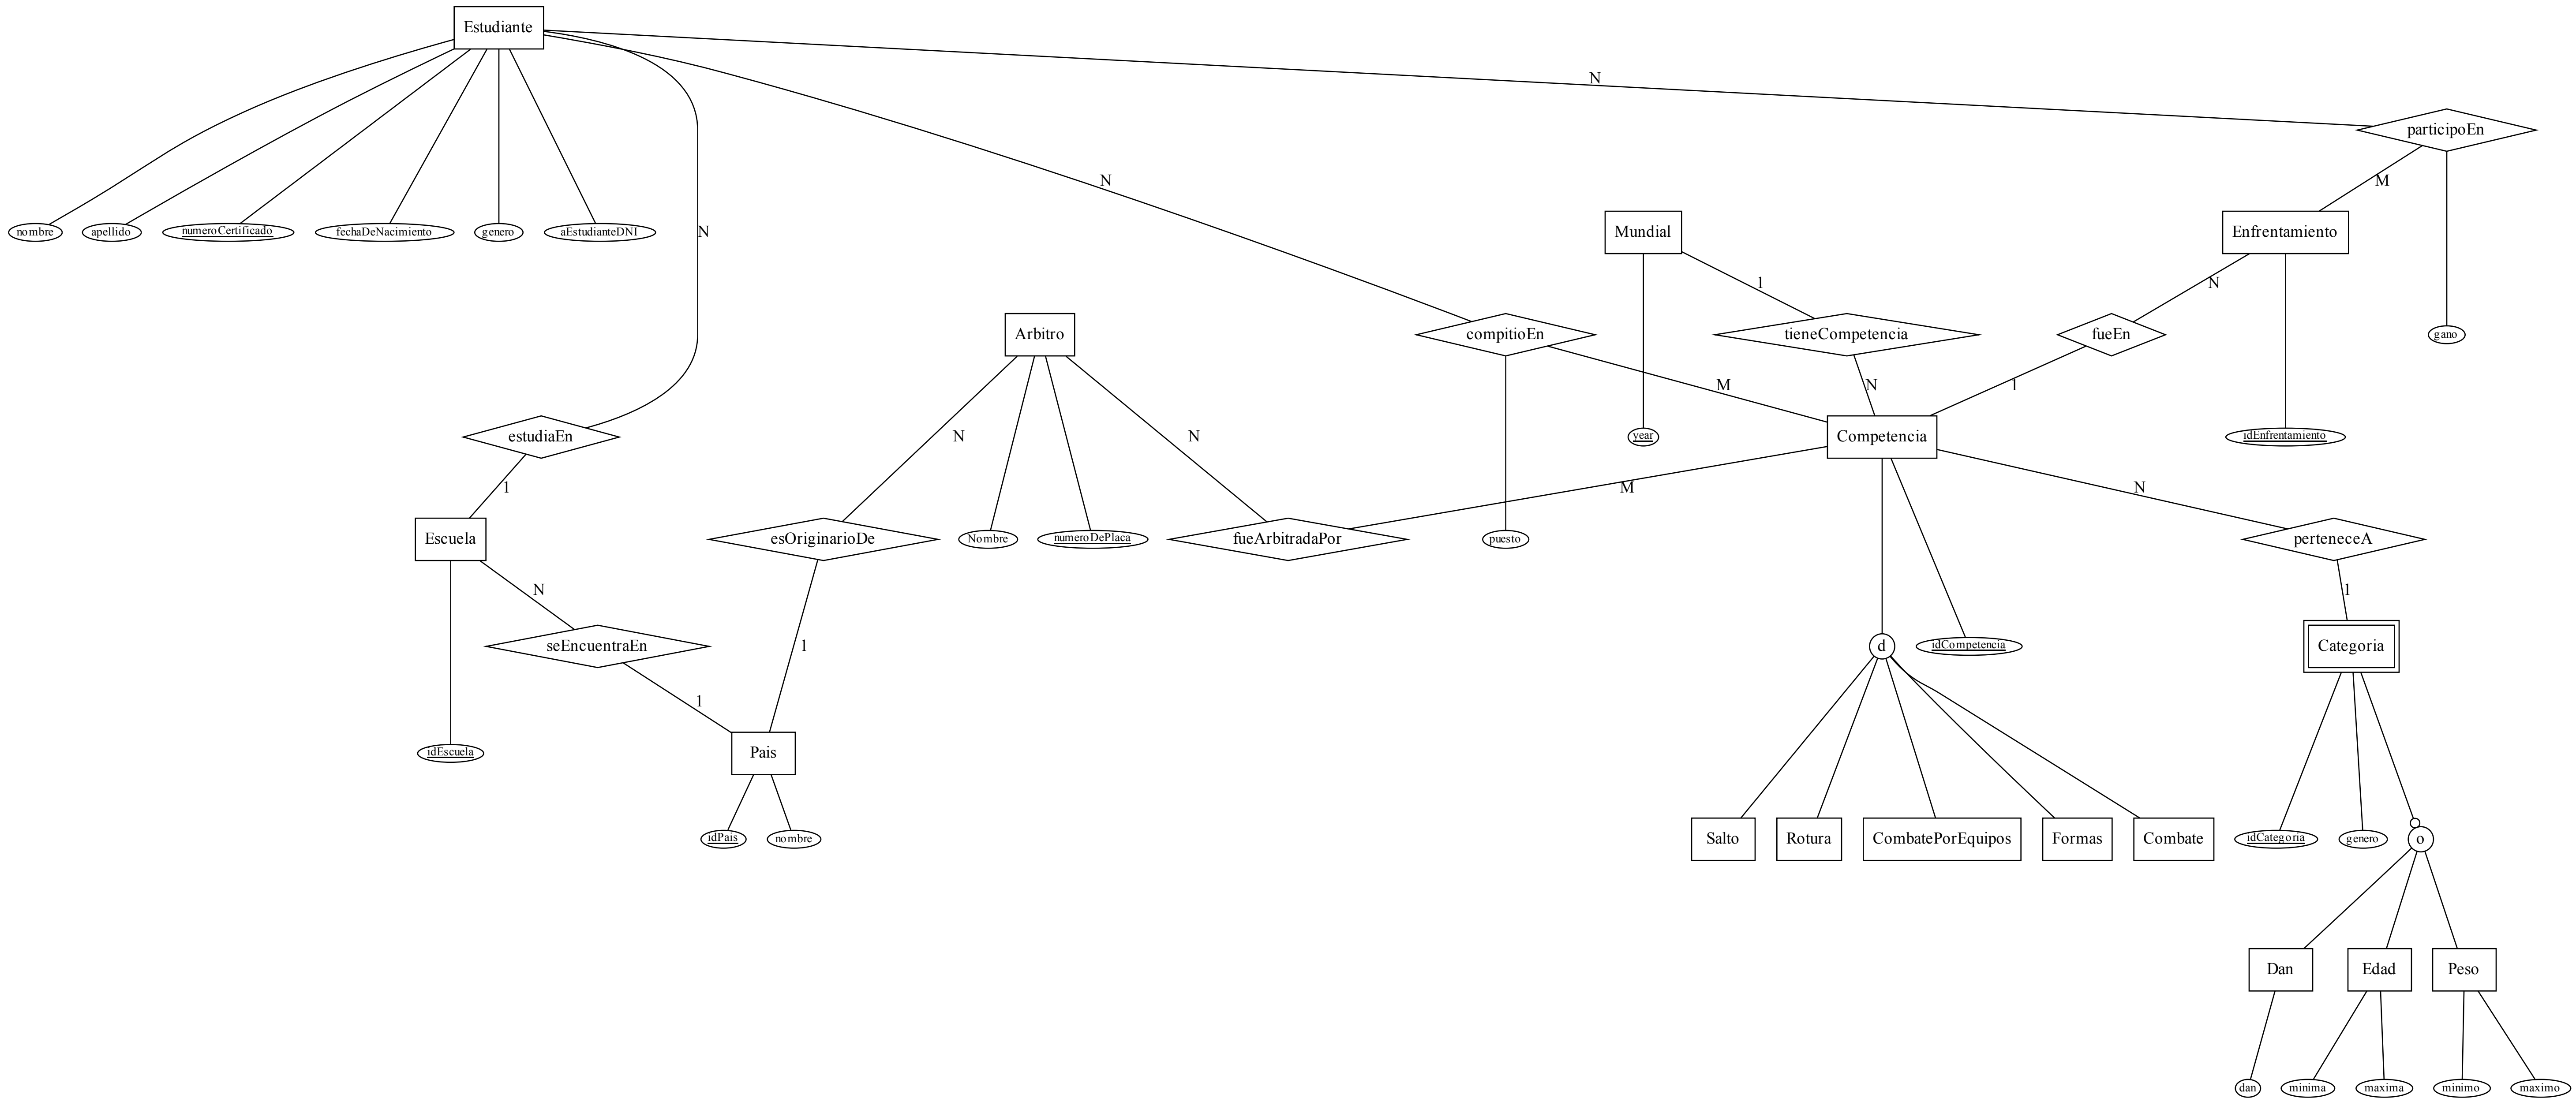 Estudiante
N
participoEn
N
M
nombre
apellido
numeroCertificado
fechaDeNacimiento
genero
aEstudianteDNI
N
Mundial
Enfrentamiento
1
N
Arbitro
compitioEn
tieneCompetencia
fueEn
gano
M
N
1
estudiaEn
N
N
year
Competencia
idEnfrentamiento
1
M
N
Escuela
esOriginarioDe
Nombre
numeroDePlaca
fueArbitradaPor
puesto
perteneceA
N
1
seEncuentraEn
1
d
idCompetencia
Categoria
1
idEscuela
Pais
idPais
nombre
Salto
Rotura
CombatePorEquipos
Formas
Combate
idCategoria
genero
o
Dan
Edad
Peso
dan
minima
maxima
minimo
maximo